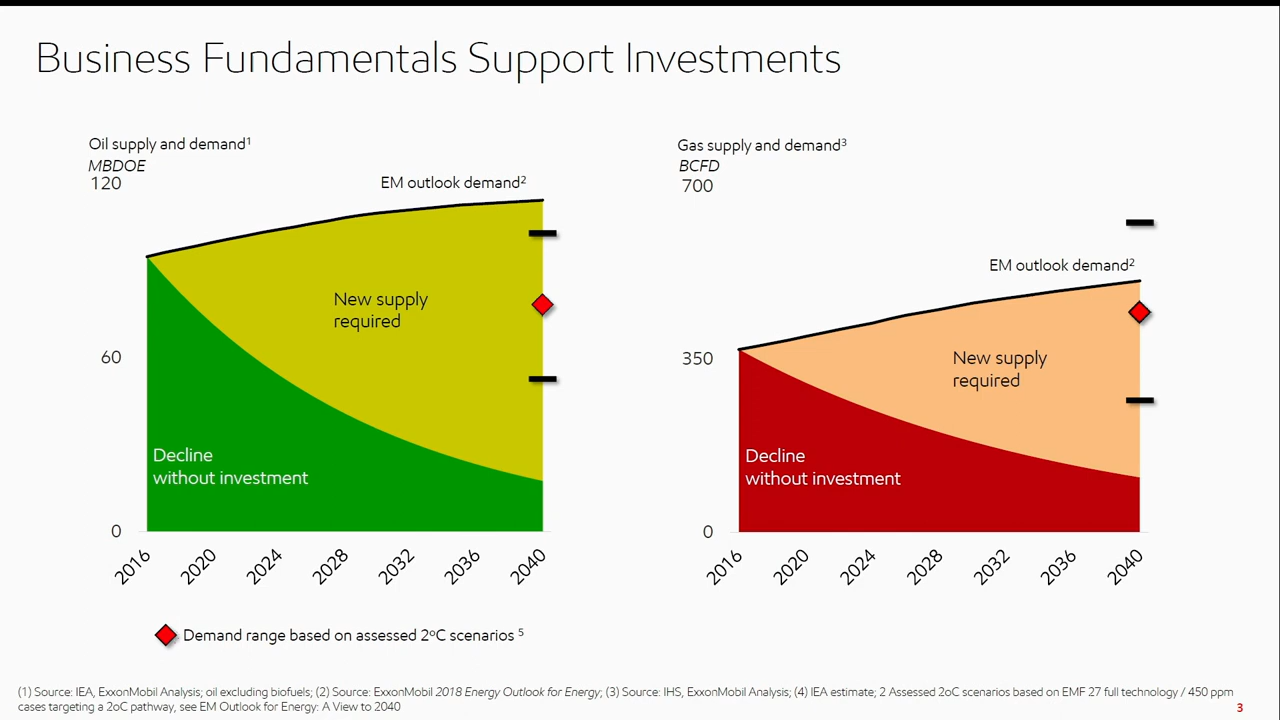 Business Fundamentals Support Investments
Oil supply and demand1
MBDOE
120
EM outlook demand2
New supply
required
60
Decline
without investment
0
2016
2020
2024
2028
2032
2036
2040
Gas supply and demand3
BCFD
700
EM outlook demand2
350
New supply
required
Decline
without investment
0
2016
2020
2024
2028
2032
2036
2040
Demand range based on assessed 2ºC scenarios 5
(1) Source: IEA, ExxonMobil Analysis; oil excluding biofuels; (2) Source: ExxonMobil 2018 Energy Outlook for Energy; (3) Source: IHS, ExxonMobil Analysis; (4) IEA estimate; 2 Assessed 2oC scenarios based on EMF 27 full technology / 450 ppm
cases targeting a 2oC pathway, see EM Outlook for Energy: A View to 2040
3